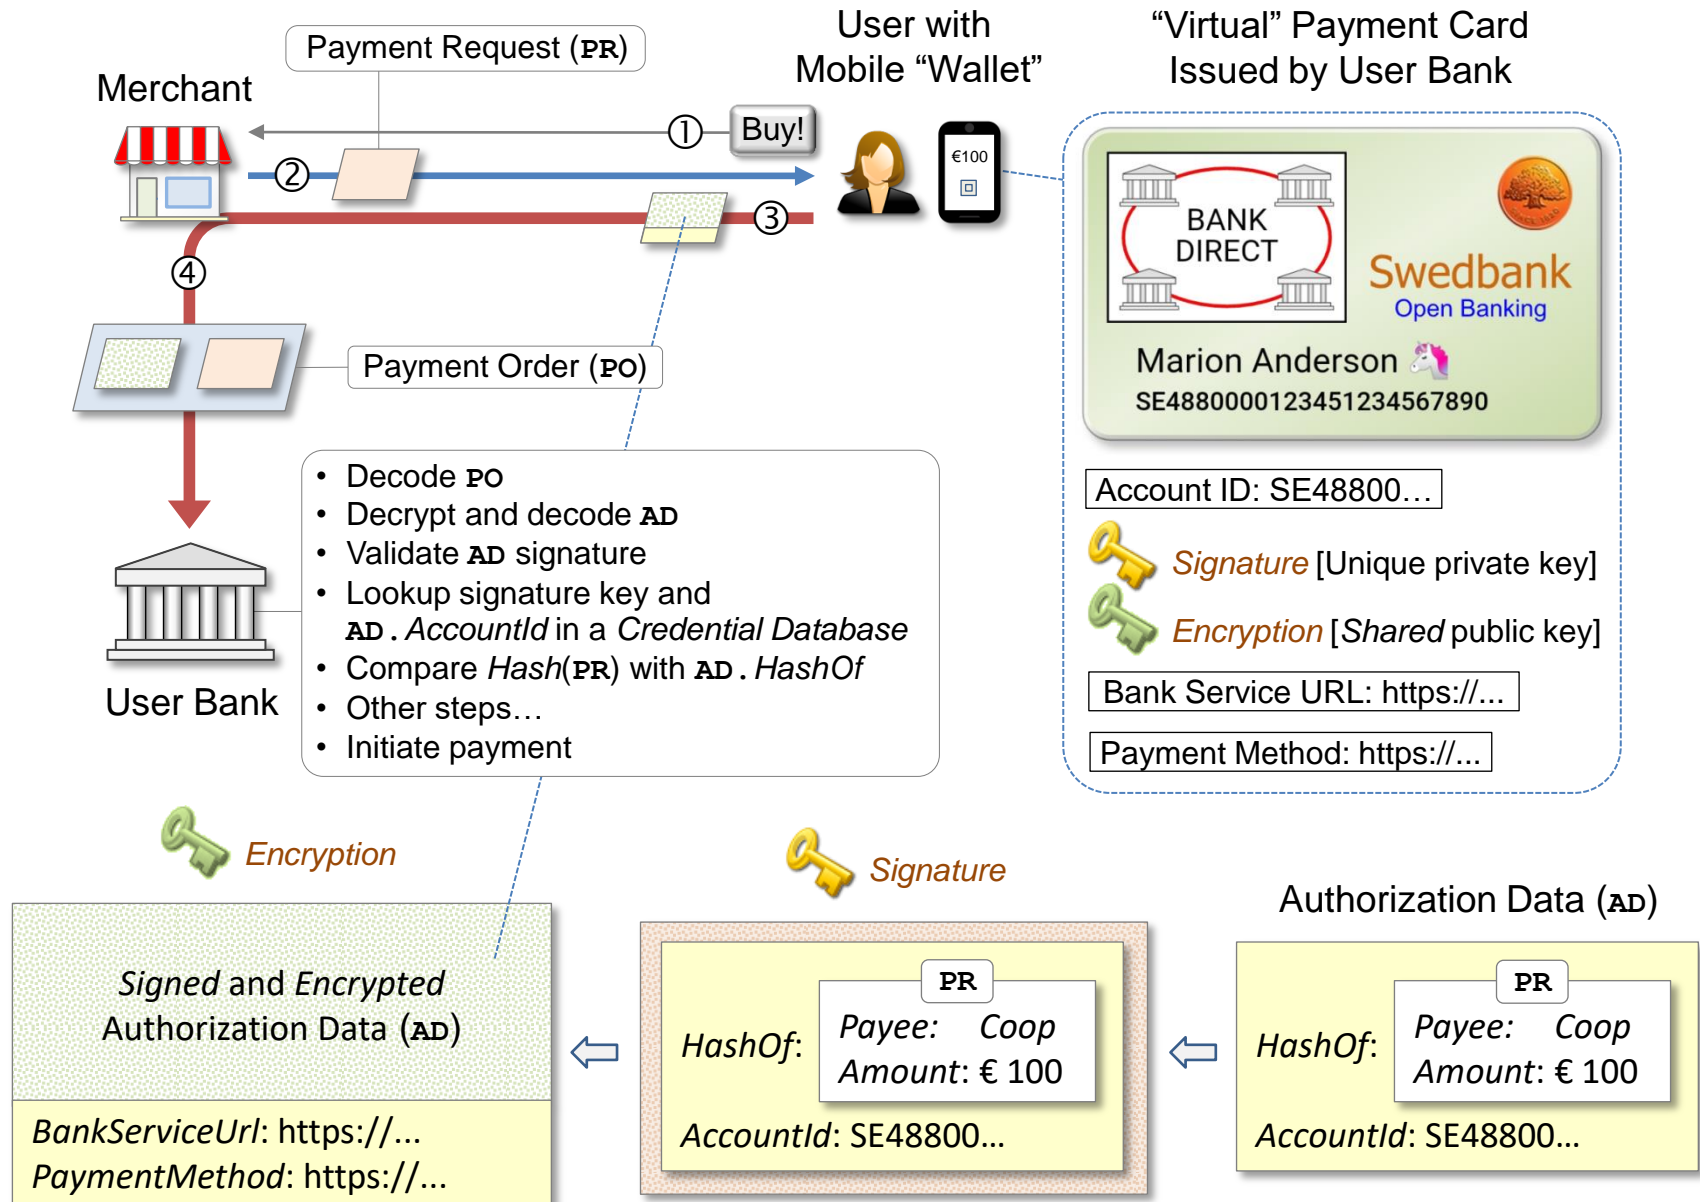 Payment Request (PR)
User with
Mobile “Wallet”
“Virtual” Payment Card
Issued by User Bank
Merchant
①
Buy!
€100
②
③
④
BANK
DIRECT
Swedbank
Open Banking
Marion Anderson
SE4880000123451234567890
Payment Order (PO)
• Decode PO
• Decrypt and decode AD
• Validate AD signature
• Lookup signature key and
AD.AccountId in a Credential Database
• Compare Hash(PR) with AD.HashOf
• Other steps…
• Initiate payment
User Bank
Account ID: SE48800…
Signature [Unique private key]
Encryption [Shared public key]
Bank Service URL: https://...
Payment Method: https://...
Encryption
Signature
Authorization Data (AD)
Signed and Encrypted
Authorization Data (AD)
BankServiceUrl: https://...
PaymentMethod: https://...
PR
HashOf:
Payee: Coop
Amount: € 100
AccountId: SE48800...
PR
HashOf:
Payee: Coop
Amount: € 100
AccountId: SE48800...